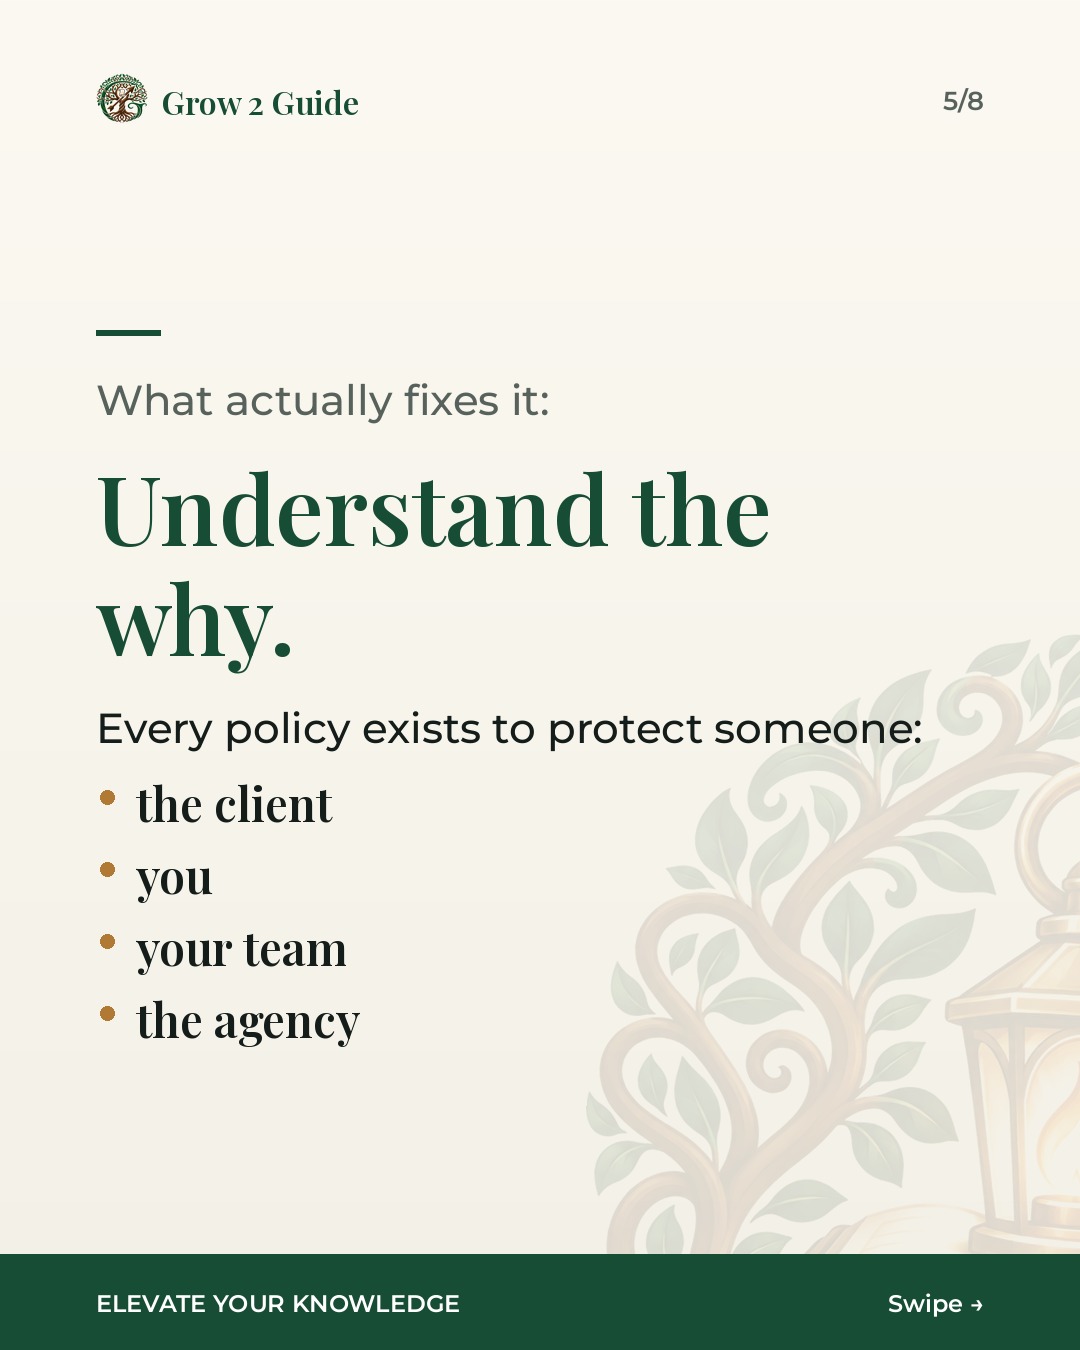 Grow 2 Guide
5/8
What actually fixes it:
Understand the
why.
Every policy exists to protect someone:
the client
you
your team
the agency
ELEVATE YOUR KNOWLEDGE
Swipe →